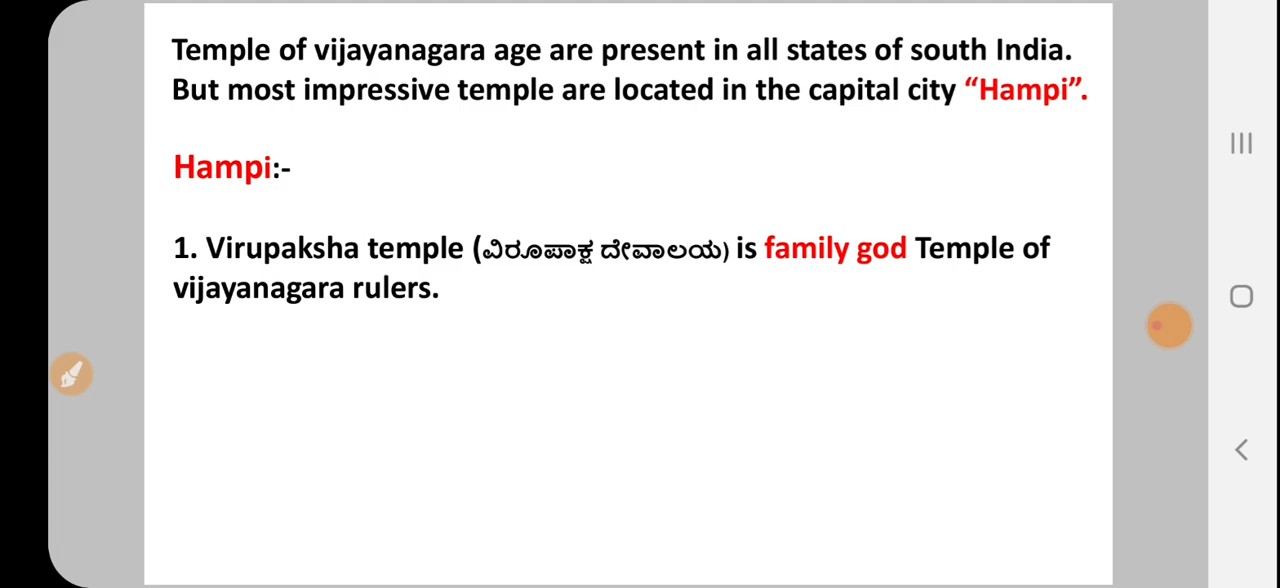 Temple of vijayanagara age are present in all states of south India.
But most impressive temple are located in the capital city “Hampi”.
Hampi:-
1. Virupaksha temple (ವಿರೂಪಾಕ್ಷ ದೇವಾಲಯ) is family god Temple of
vijayanagara rulers.